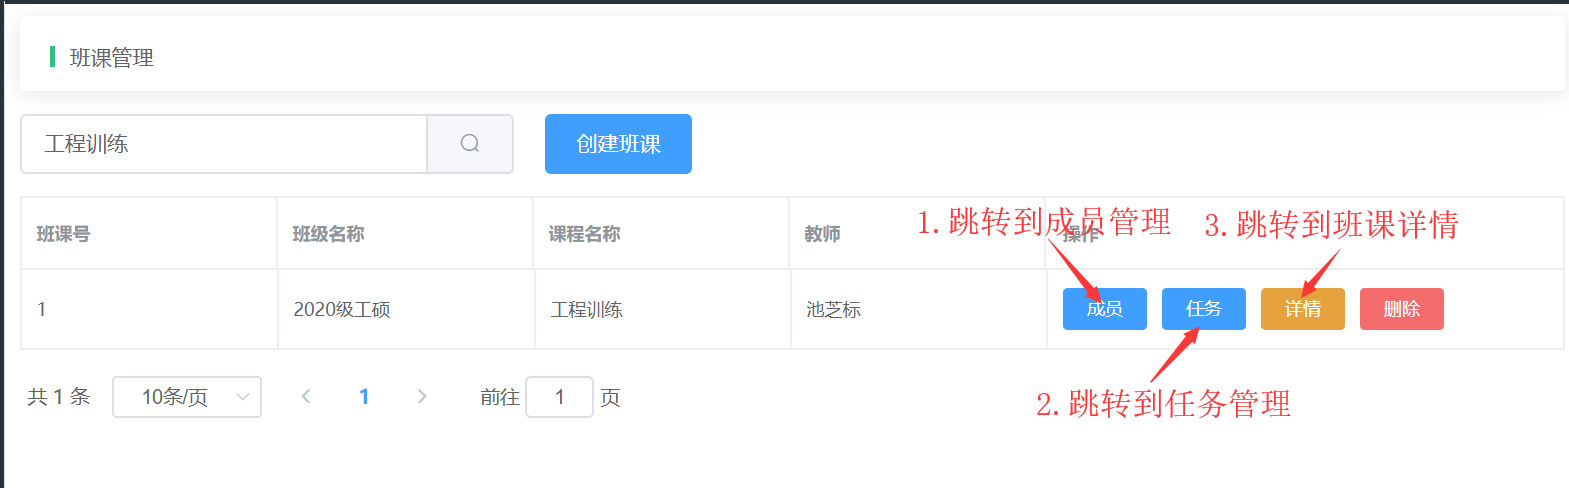 班课管理
工程训练
创建班课
1.跳转到成员管理 3.跳转到班课详情
班课号 班级名称 课程名称 教师 操作
1 2020级工硕 工程训练 池芝标 成员 任务 详情 删除
共 1 条 10条/页 1 前往 1 页
2.跳转到任务管理